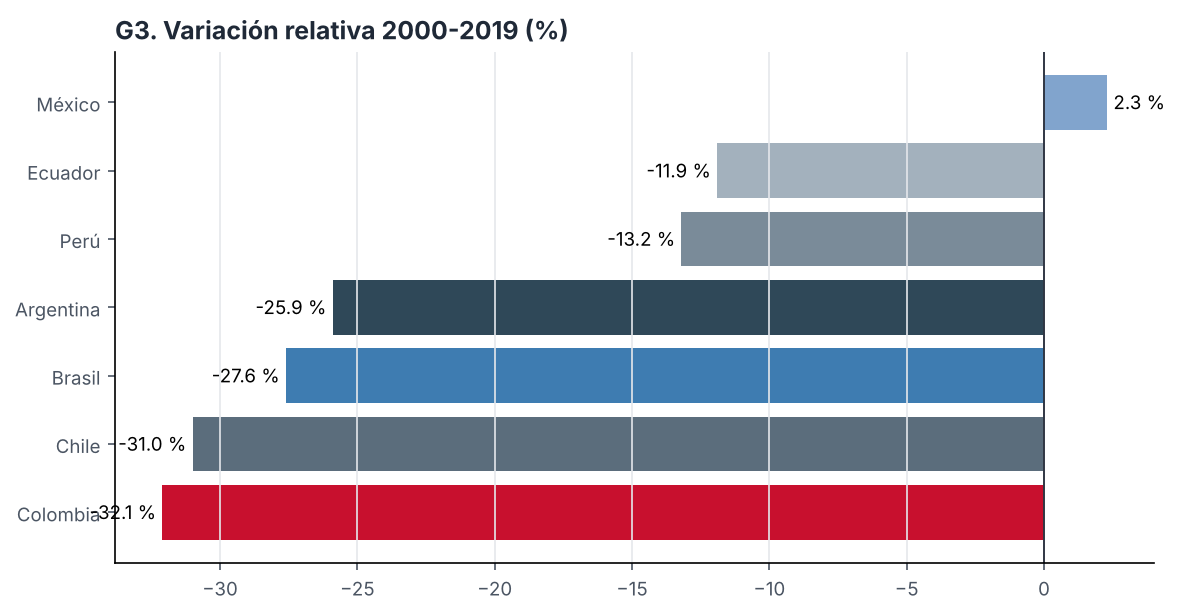 G3. Variación relativa 2000-2019 (%)
México 2.3 %
Ecuador -11.9 %
Perú -13.2 %
Argentina -25.9 %
Brasil -27.6 %
Chile -31.0 %
Colombia -32.1 %
−30 −25 −20 −15 −10 −5 0